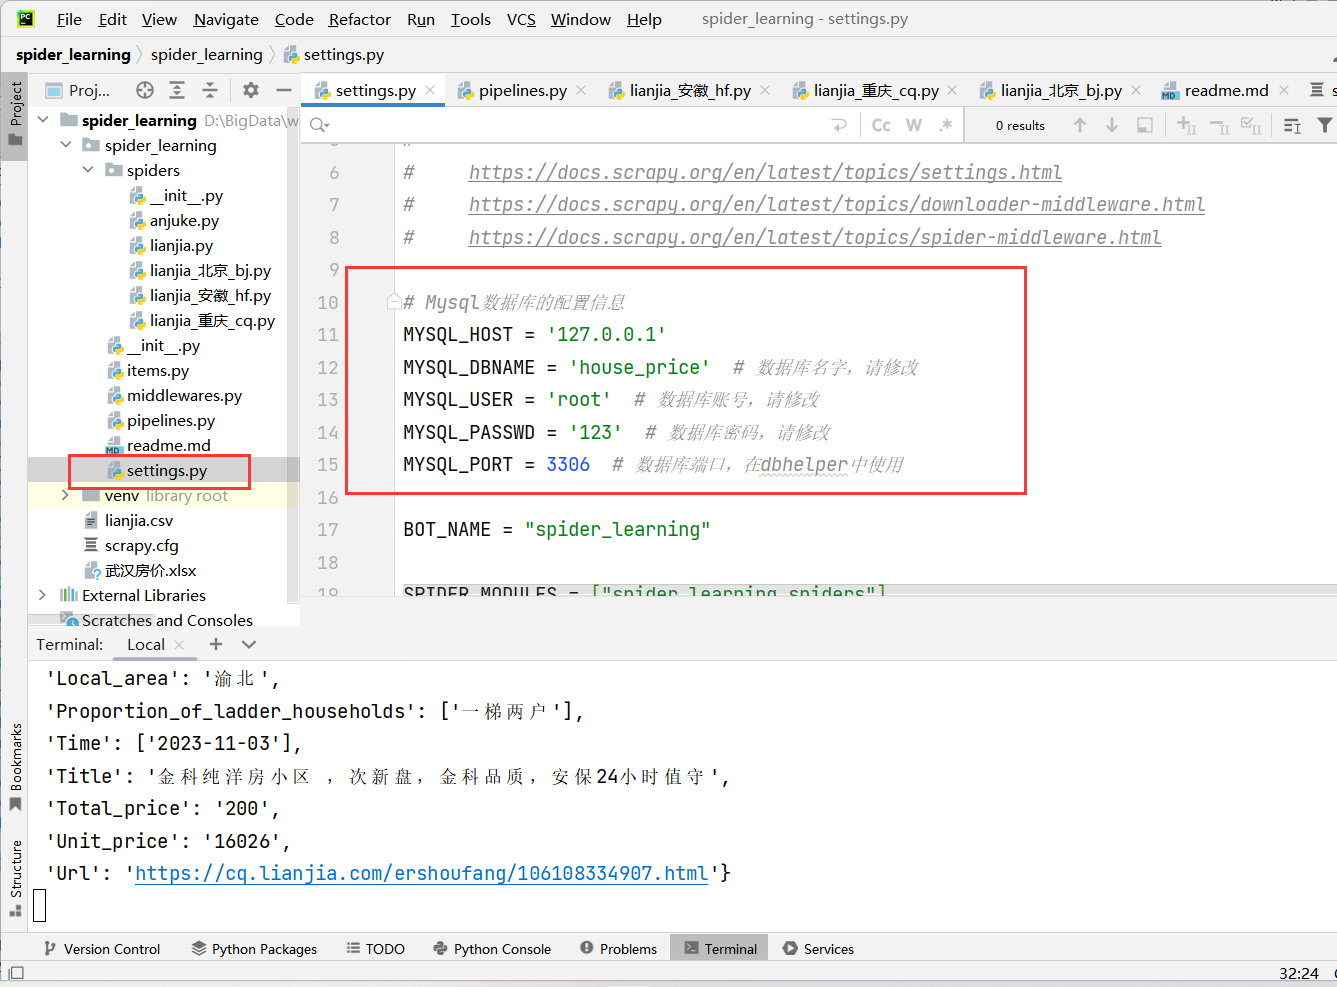 File Edit View Navigate Code Refactor Run Tools VCS Window Help spider_learning - settings.py
spider_learning spider_learning settings.py
Project
Proj...
settings.py pipelines.py lianjia_安徽_hf.py lianjia_重庆_cq.py lianjia_北京_bj.py readme.md
Cc W .* 0 results
spider_learning D:\BigData\w
spider_learning
spiders
__init__.py
anjuke.py
lianjia.py
lianjia_北京_bj.py
lianjia_安徽_hf.py
lianjia_重庆_cq.py
__init__.py
items.py
middlewares.py
pipelines.py
readme.md
settings.py
venv library root
lianjia.csv
scrapy.cfg
武汉房价.xlsx
External Libraries
Scratches and Consoles
6 # https://docs.scrapy.org/en/latest/topics/settings.html
7 # https://docs.scrapy.org/en/latest/topics/downloader-middleware.html
8 # https://docs.scrapy.org/en/latest/topics/spider-middleware.html
9
10 # Mysql数据库的配置信息
11 MYSQL_HOST = '127.0.0.1'
12 MYSQL_DBNAME = 'house_price' # 数据库名字，请修改
13 MYSQL_USER = 'root' # 数据库账号，请修改
14 MYSQL_PASSWD = '123' # 数据库密码，请修改
15 MYSQL_PORT = 3306 # 数据库端口，在dbhelper中使用
16
17 BOT_NAME = "spider_learning"
18
19 SPIDER_MODULES = ["spider_learning.spiders"]
Terminal: Local
'Local_area': '渝北',
'Proportion_of_ladder_households': ['一梯两户'],
'Time': ['2023-11-03'],
'Title': '金科纯洋房小区 ，次新盘，金科品质，安保24小时值守',
'Total_price': '200',
'Unit_price': '16026',
'Url': 'https://cq.lianjia.com/ershoufang/106108334907.html'}
Bookmarks
Structure
Version Control Python Packages TODO Python Console Problems Terminal Services
32:24